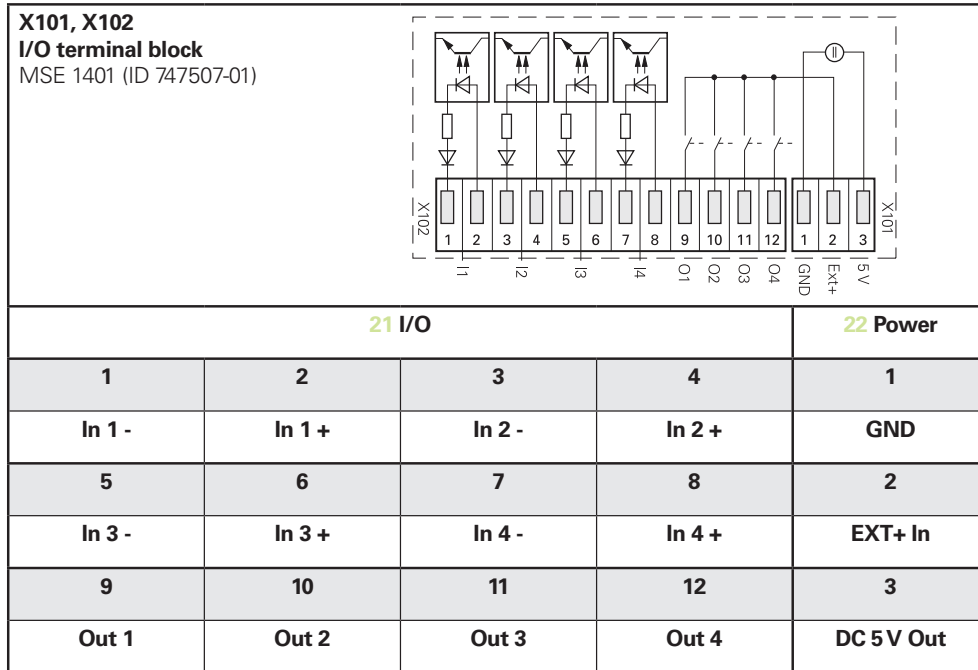 X101, X102
I/O terminal block
MSE 1401 (ID 747507-01)
X102
1 2 3 4 5 6 7 8 9 10 11 12
1 2 3
X101
I1 I2 I3 I4 O1 O2 O3 O4 GND Ext+ 5 V
21 I/O 22 Power
1 2 3 4 1
In 1 - In 1 + In 2 - In 2 + GND
5 6 7 8 2
In 3 - In 3 + In 4 - In 4 + EXT+ In
9 10 11 12 3
Out 1 Out 2 Out 3 Out 4 DC 5 V Out